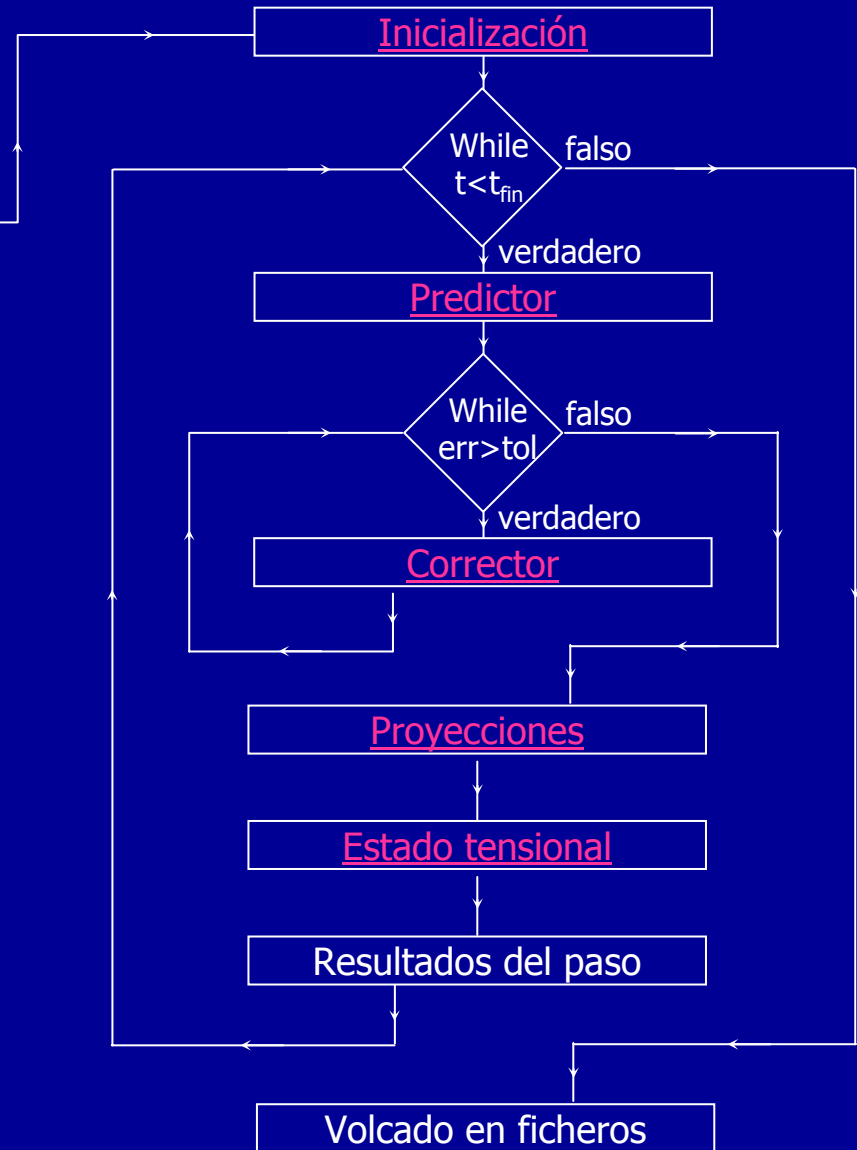 Inicialización
While
t<t_fin
falso
verdadero
Predictor
While
err>tol
falso
verdadero
Corrector
Proyecciones
Estado tensional
Resultados del paso
Volcado en ficheros